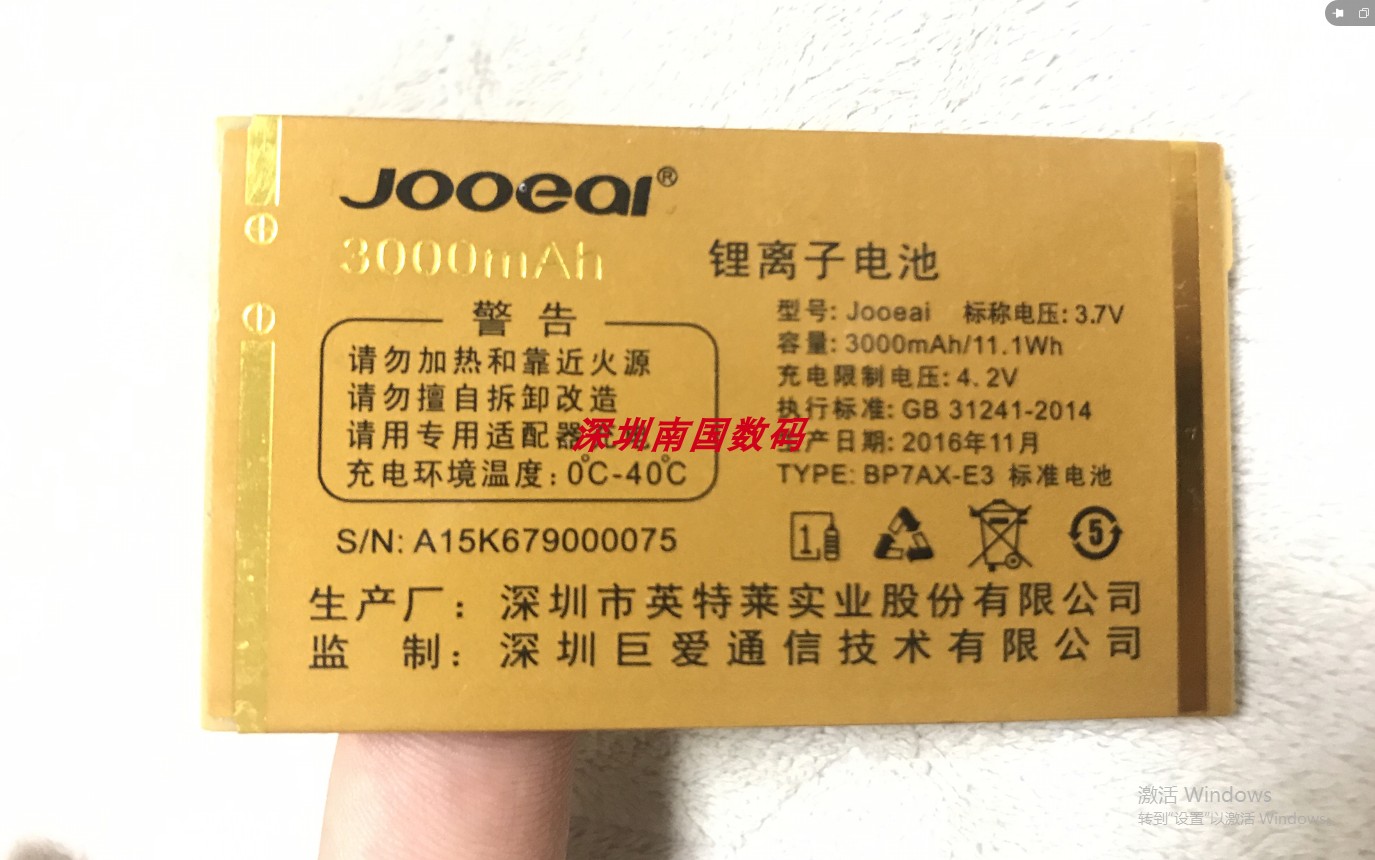 Jooeai®
3000mAh
锂离子电池
警 告
请勿加热和靠近火源
请勿擅自拆卸改造
请用专用适配器充电
充电环境温度:0℃-40℃
型号: Jooeai 标称电压: 3.7V
容量: 3000mAh/11.1Wh
充电限制电压: 4.2V
执行标准: GB 31241-2014
生产日期: 2016年11月
TYPE: BP7AX-E3 标准电池
深圳南国数码
S/N: A15K679000075
1
5
生产厂: 深圳市英特莱实业股份有限公司
监 制: 深圳巨爱通信技术有限公司
激活 Windows
转到“设置”以激活 Windows。